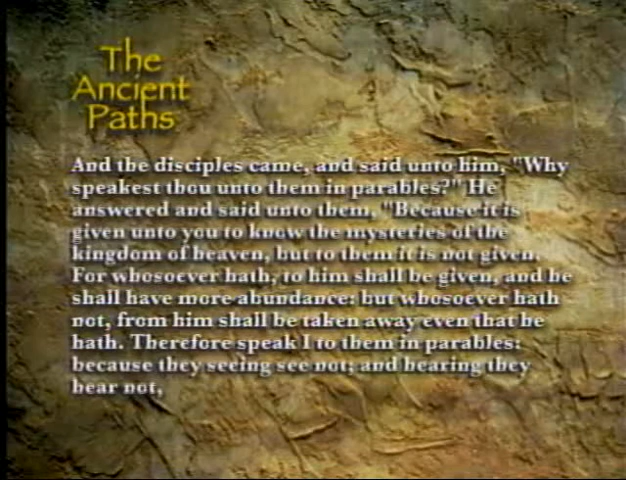 The
Ancient
Paths
And the disciples came, and said unto him, "Why
speakest thou unto them in parables?" He
answered and said unto them, "Because it is
given unto you to know the mysteries of the
kingdom of heaven, but to them it is not given.
For whosoever hath, to him shall be given, and he
shall have more abundance: but whosoever hath
not, from him shall be taken away even that he
hath. Therefore speak I to them in parables:
because they seeing see not; and hearing they
hear not,